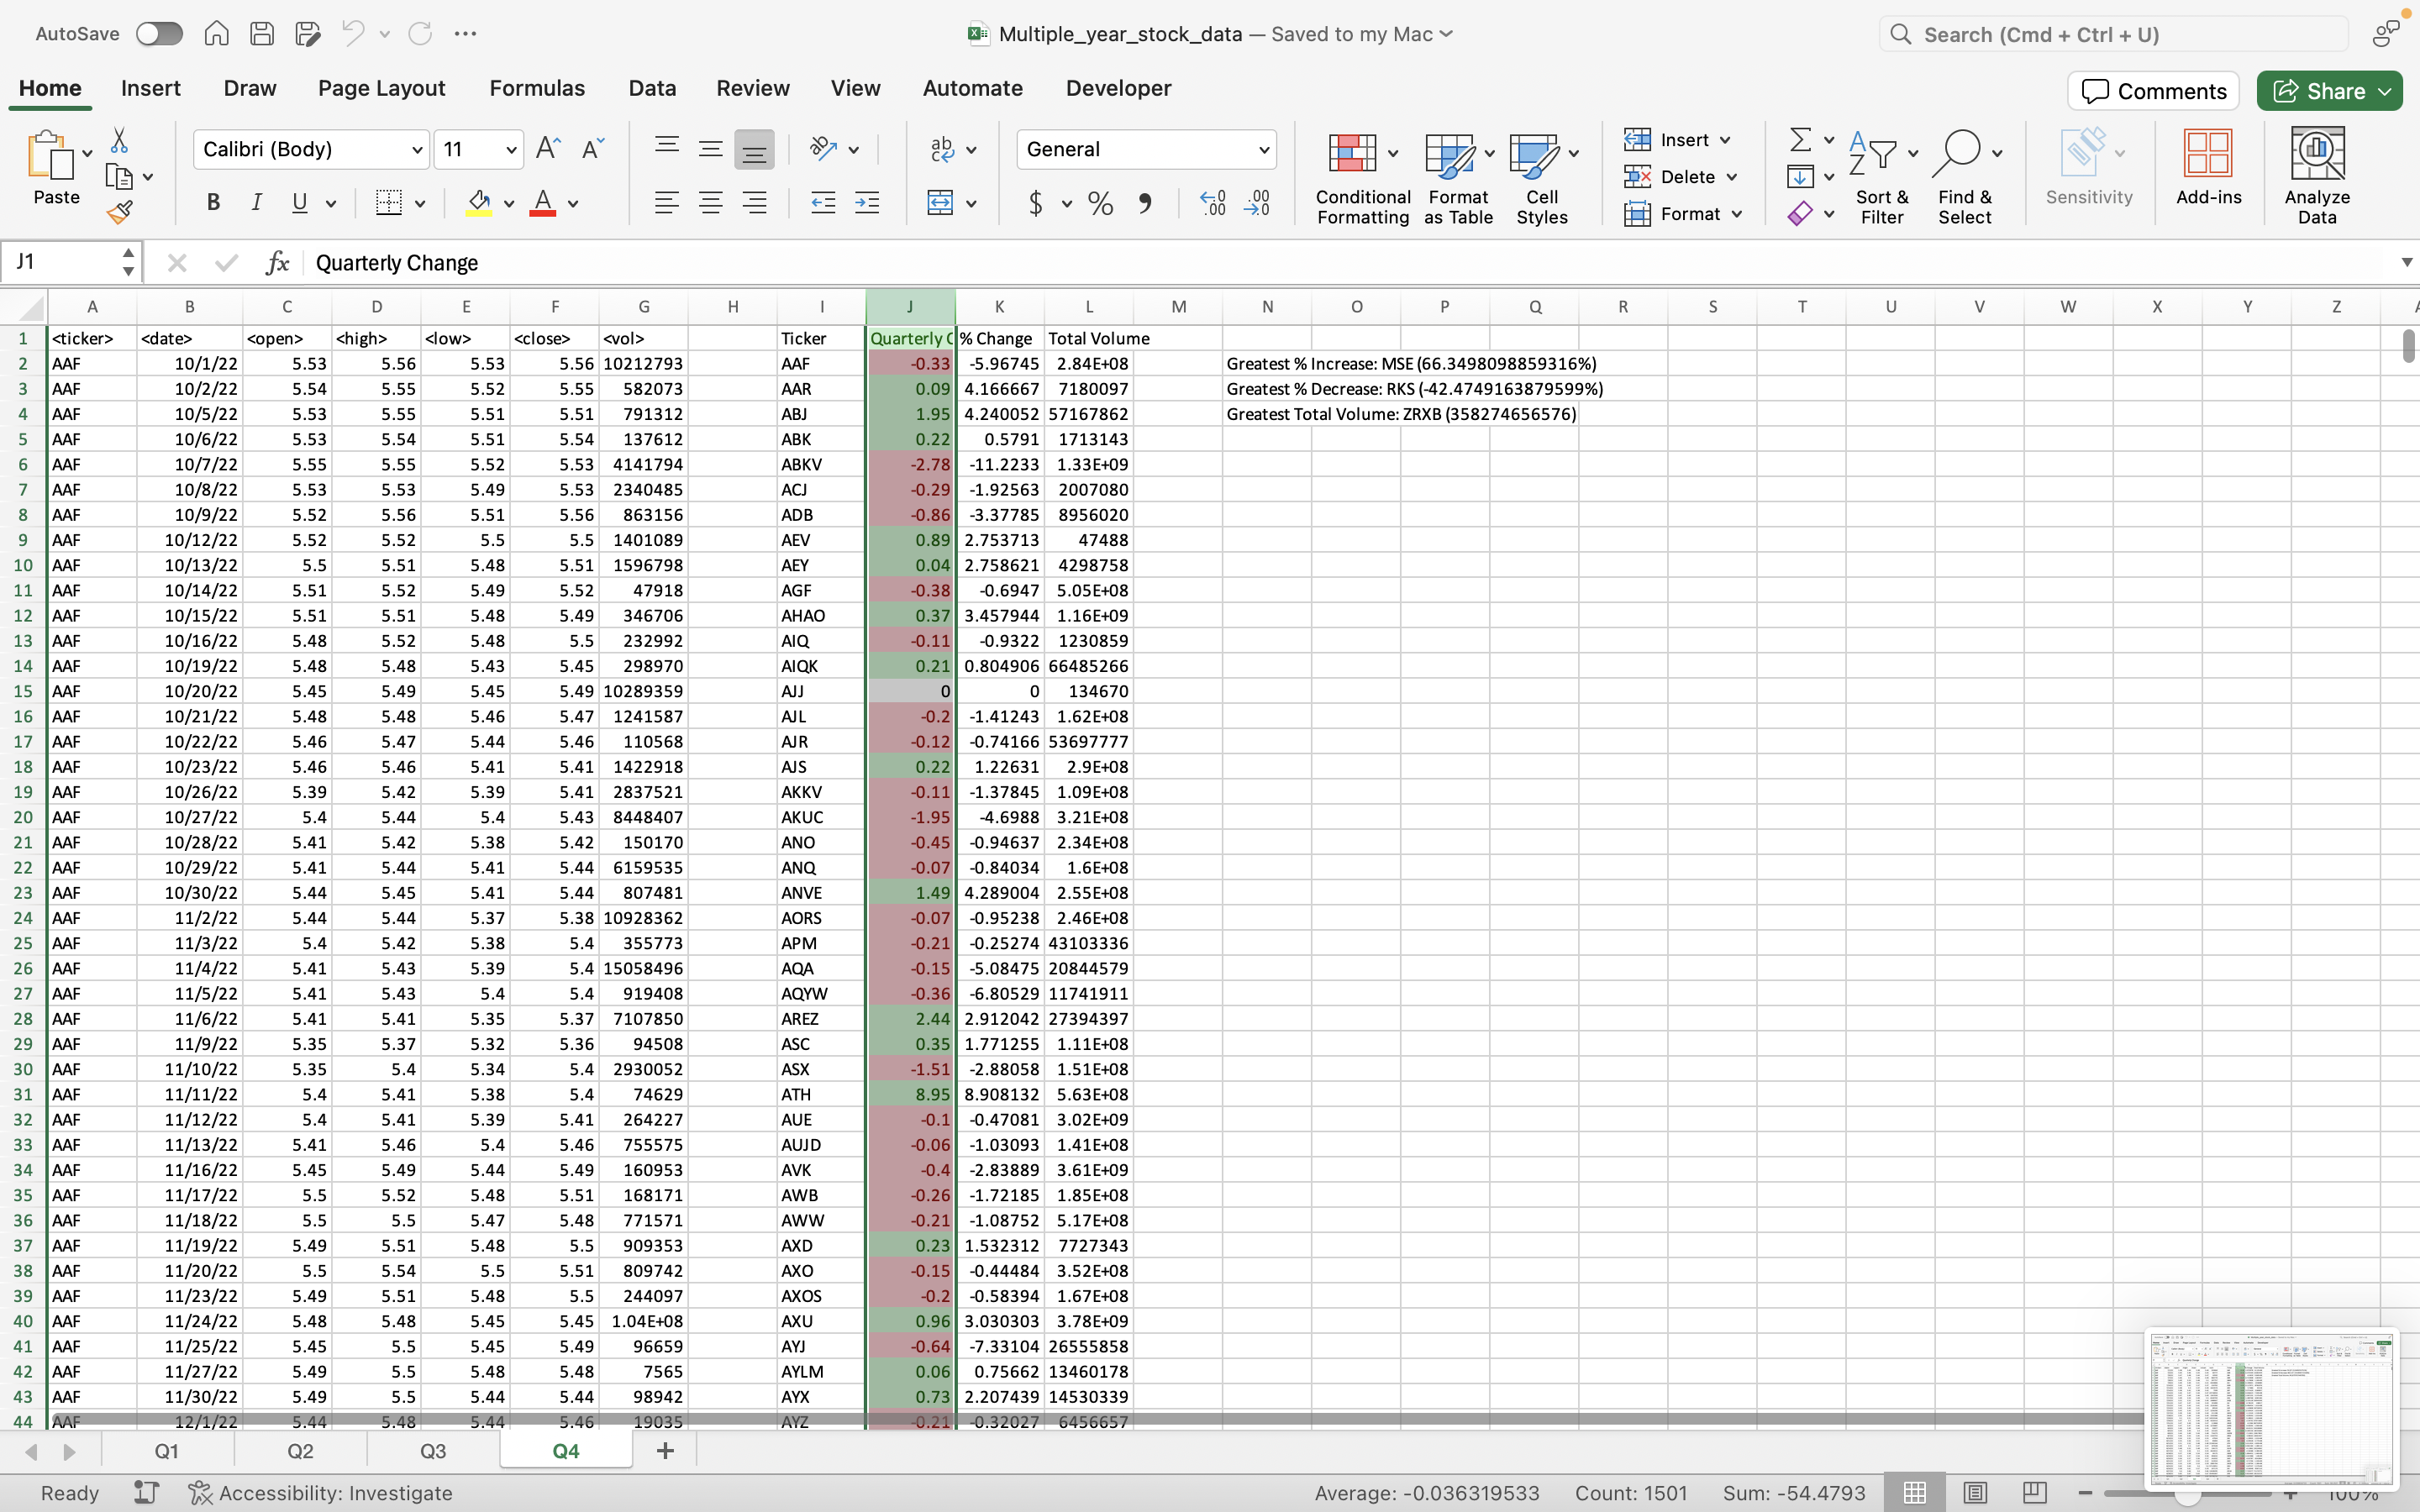 AutoSave
Multiple_year_stock_data — Saved to my Mac
Search (Cmd + Ctrl + U)
Home Insert Draw Page Layout Formulas Data Review View Automate Developer
Comments Share
Paste
Calibri (Body) 11
General
Conditional Formatting
Format as Table
Cell Styles
Insert
Delete
Format
Sort & Filter
Find & Select
Sensitivity
Add-ins
Analyze Data
J1 fx Quarterly Change
A B C D E F G H I J K L M N O P Q R S T U V W X Y Z
1 <ticker> <date> <open> <high> <low> <close> <vol> Ticker Quarterly C % Change Total Volume
2 AAF 10/1/22 5.53 5.56 5.53 5.56 10212793 AAF -0.33 -5.96745 2.84E+08 Greatest % Increase: MSE (66.3498098859316%)
3 AAF 10/2/22 5.54 5.55 5.52 5.55 582073 AAR 0.09 4.166667 7180097 Greatest % Decrease: RKS (-42.4749163879599%)
4 AAF 10/5/22 5.53 5.55 5.51 5.51 791312 ABJ 1.95 4.240052 57167862 Greatest Total Volume: ZRXB (358274656576)
5 AAF 10/6/22 5.53 5.54 5.51 5.54 137612 ABK 0.22 0.5791 1713143
6 AAF 10/7/22 5.55 5.55 5.52 5.53 4141794 ABKV -2.78 -11.2233 1.33E+09
7 AAF 10/8/22 5.53 5.53 5.49 5.53 2340485 ACJ -0.29 -1.92563 2007080
8 AAF 10/9/22 5.52 5.56 5.51 5.56 863156 ADB -0.86 -3.37785 8956020
9 AAF 10/12/22 5.52 5.52 5.5 5.5 1401089 AEV 0.89 2.753713 47488
10 AAF 10/13/22 5.5 5.51 5.48 5.51 1596798 AEY 0.04 2.758621 4298758
11 AAF 10/14/22 5.51 5.52 5.49 5.52 47918 AGF -0.38 -0.6947 5.05E+08
12 AAF 10/15/22 5.51 5.51 5.48 5.49 346706 AHAO 0.37 3.457944 1.16E+09
13 AAF 10/16/22 5.48 5.52 5.48 5.5 232992 AIQ -0.11 -0.9322 1230859
14 AAF 10/19/22 5.48 5.48 5.43 5.45 298970 AIQK 0.21 0.804906 66485266
15 AAF 10/20/22 5.45 5.49 5.45 5.49 10289359 AJJ 0 0 134670
16 AAF 10/21/22 5.48 5.48 5.46 5.47 1241587 AJL -0.2 -1.41243 1.62E+08
17 AAF 10/22/22 5.46 5.47 5.44 5.46 110568 AJR -0.12 -0.74166 53697777
18 AAF 10/23/22 5.46 5.46 5.41 5.41 1422918 AJS 0.22 1.22631 2.9E+08
19 AAF 10/26/22 5.39 5.42 5.39 5.41 2837521 AKKV -0.11 -1.37845 1.09E+08
20 AAF 10/27/22 5.4 5.44 5.4 5.43 8448407 AKUC -1.95 -4.6988 3.21E+08
21 AAF 10/28/22 5.41 5.42 5.38 5.42 150170 ANO -0.45 -0.94637 2.34E+08
22 AAF 10/29/22 5.41 5.44 5.41 5.44 6159535 ANQ -0.07 -0.84034 1.6E+08
23 AAF 10/30/22 5.44 5.45 5.41 5.44 807481 ANVE 1.49 4.289004 2.55E+08
24 AAF 11/2/22 5.44 5.44 5.37 5.38 10928362 AORS -0.07 -0.95238 2.46E+08
25 AAF 11/3/22 5.4 5.42 5.38 5.4 355773 APM -0.21 -0.25274 43103336
26 AAF 11/4/22 5.41 5.43 5.39 5.4 15058496 AQA -0.15 -5.08475 20844579
27 AAF 11/5/22 5.41 5.43 5.4 5.4 919408 AQYW -0.36 -6.80529 11741911
28 AAF 11/6/22 5.41 5.41 5.35 5.37 7107850 AREZ 2.44 2.912042 27394397
29 AAF 11/9/22 5.35 5.37 5.32 5.36 94508 ASC 0.35 1.771255 1.11E+08
30 AAF 11/10/22 5.35 5.4 5.34 5.4 2930052 ASX -1.51 -2.88058 1.51E+08
31 AAF 11/11/22 5.4 5.41 5.38 5.4 74629 ATH 8.95 8.908132 5.63E+08
32 AAF 11/12/22 5.4 5.41 5.39 5.41 264227 AUE -0.1 -0.47081 3.02E+09
33 AAF 11/13/22 5.41 5.46 5.4 5.46 755575 AUJD -0.06 -1.03093 1.41E+08
34 AAF 11/16/22 5.45 5.49 5.44 5.49 160953 AVK -0.4 -2.83889 3.61E+09
35 AAF 11/17/22 5.5 5.52 5.48 5.51 168171 AWB -0.26 -1.72185 1.85E+08
36 AAF 11/18/22 5.5 5.5 5.47 5.48 771571 AWW -0.21 -1.08752 5.17E+08
37 AAF 11/19/22 5.49 5.51 5.48 5.5 909353 AXD 0.23 1.532312 7727343
38 AAF 11/20/22 5.5 5.54 5.5 5.51 809742 AXO -0.15 -0.44484 3.52E+08
39 AAF 11/23/22 5.49 5.51 5.48 5.5 244097 AXOS -0.2 -0.58394 1.67E+08
40 AAF 11/24/22 5.48 5.48 5.45 5.45 1.04E+08 AXU 0.96 3.030303 3.78E+09
41 AAF 11/25/22 5.45 5.5 5.45 5.49 96659 AYJ -0.64 -7.33104 26555858
42 AAF 11/27/22 5.49 5.5 5.48 5.48 7565 AYLM 0.06 0.75662 13460178
43 AAF 11/30/22 5.49 5.5 5.44 5.44 98942 AYX 0.73 2.207439 14530339
44 AAF 12/1/22 5.44 5.48 5.44 5.46 19035 AYZ -0.21 -0.32027 6456657
Q1 Q2 Q3 Q4
Ready Accessibility: Investigate Average: -0.036319533 Count: 1501 Sum: -54.4793 100%